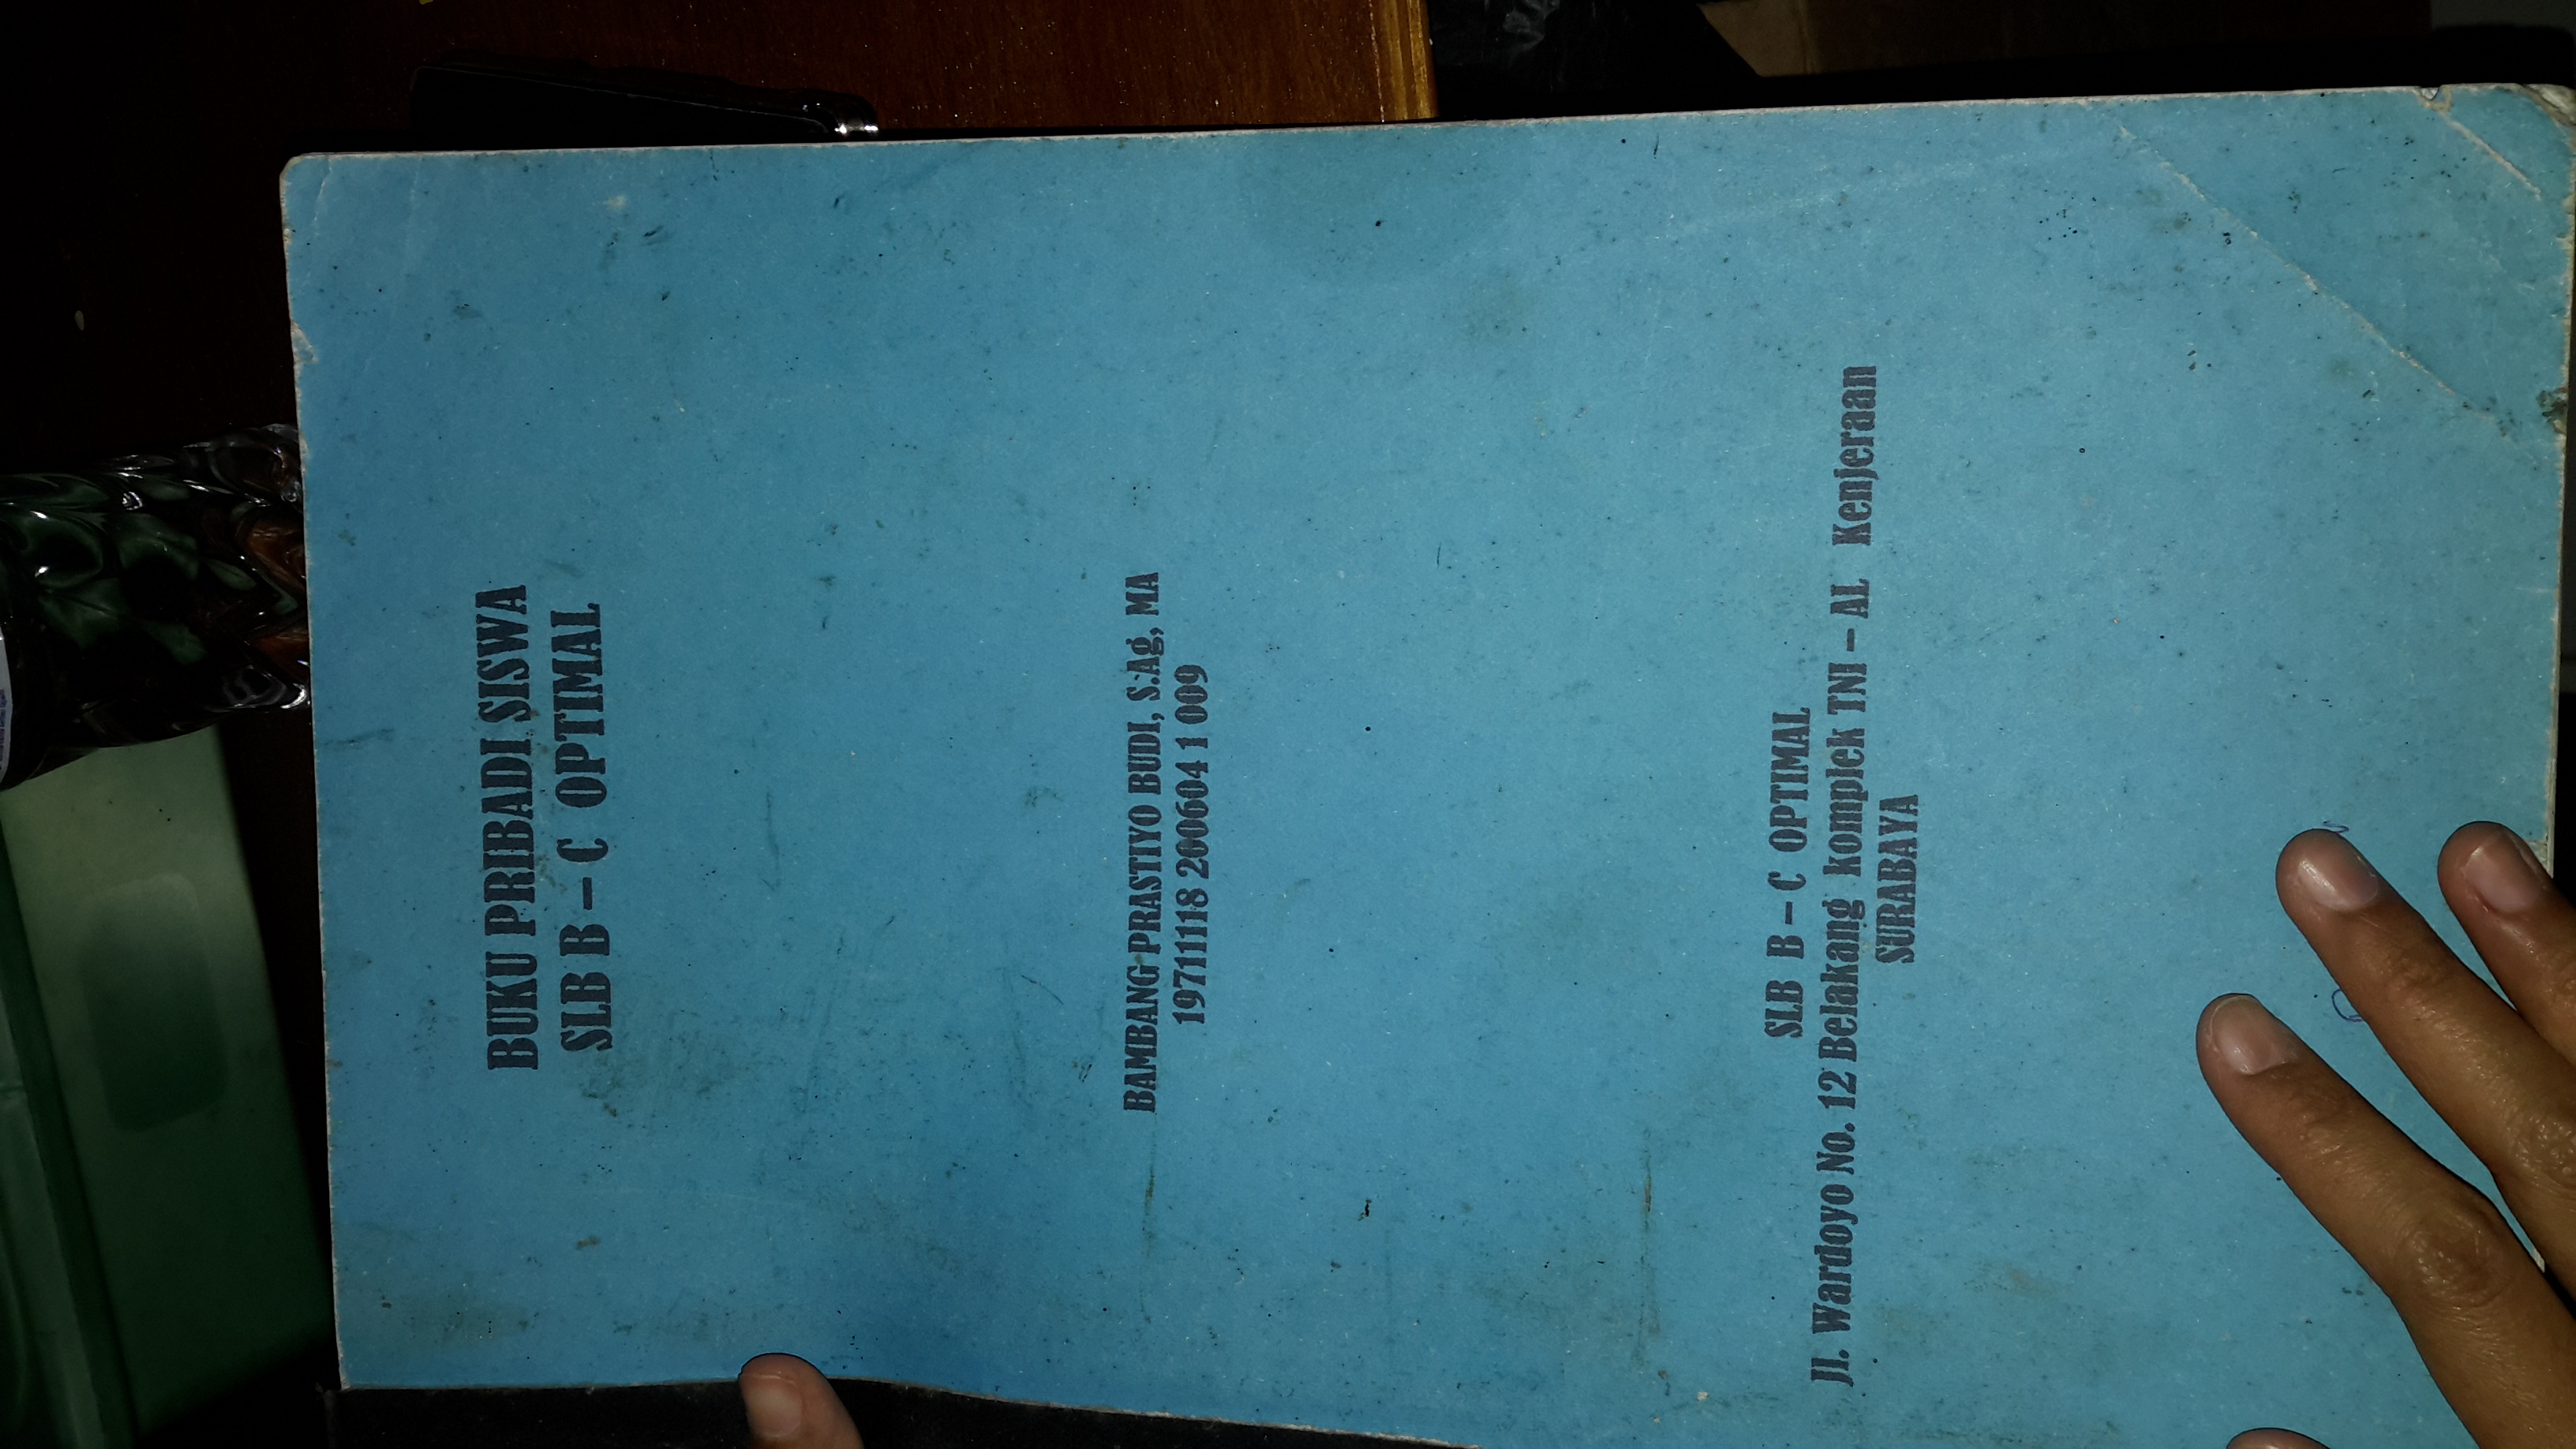 BUKU PRIBADI SISWA
SLB B – C OPTIMAL
BAMBANG PRASTIYO BUDI, S.Ag, MA
19711118 200604 1 009
SLB B – C OPTIMAL
Jl. Wardoyo No. 12 Belakang komplek TNI – AL Kenjeraan
SURABAYA